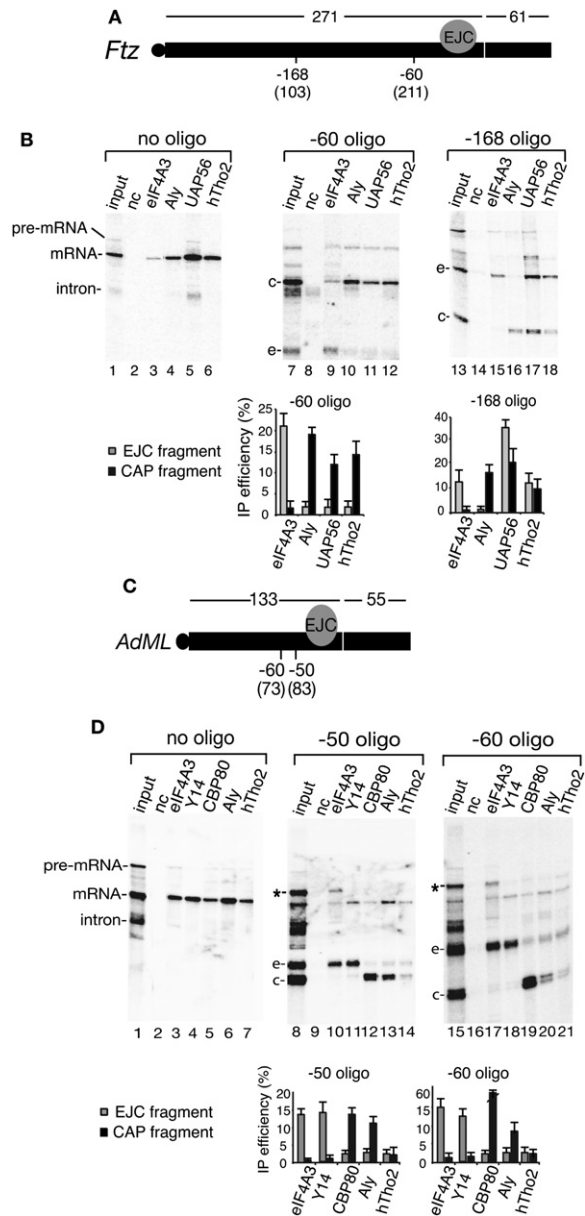 A
271 61
Ftz EJC
-168 -60
(103) (211)
B
no oligo -60 oligo -168 oligo
input nc eIF4A3 Aly UAP56 hTho2
input nc eIF4A3 Aly UAP56 hTho2
input nc eIF4A3 Aly UAP56 hTho2
pre-mRNA
mRNA
intron
c- e-
e- c-
1 2 3 4 5 6 7 8 9 10 11 12 13 14 15 16 17 18
-60 oligo -168 oligo
EJC fragment
CAP fragment
IP efficiency (%)
25 20 15 10 5 0
40 30 20 10 0
eIF4A3 Aly UAP56 hTho2
eIF4A3 Aly UAP56 hTho2
C
133 55
AdML EJC
-60 -50
(73) (83)
D
no oligo -50 oligo -60 oligo
input nc eIF4A3 Y14 CBP80 Aly hTho2
input nc eIF4A3 Y14 CBP80 Aly hTho2
input nc eIF4A3 Y14 CBP80 Aly hTho2
pre-mRNA-
mRNA-
intron-
*- e- c-
*- e- c-
1 2 3 4 5 6 7 8 9 10 11 12 13 14 15 16 17 18 19 20 21
-50 oligo -60 oligo
EJC fragment
CAP fragment
IP efficiency (%)
20 15 10 5 0
60 15 10 5 0
eIF4A3 Y14 CBP80 Aly hTho2
eIF4A3 Y14 CBP80 Aly hTho2